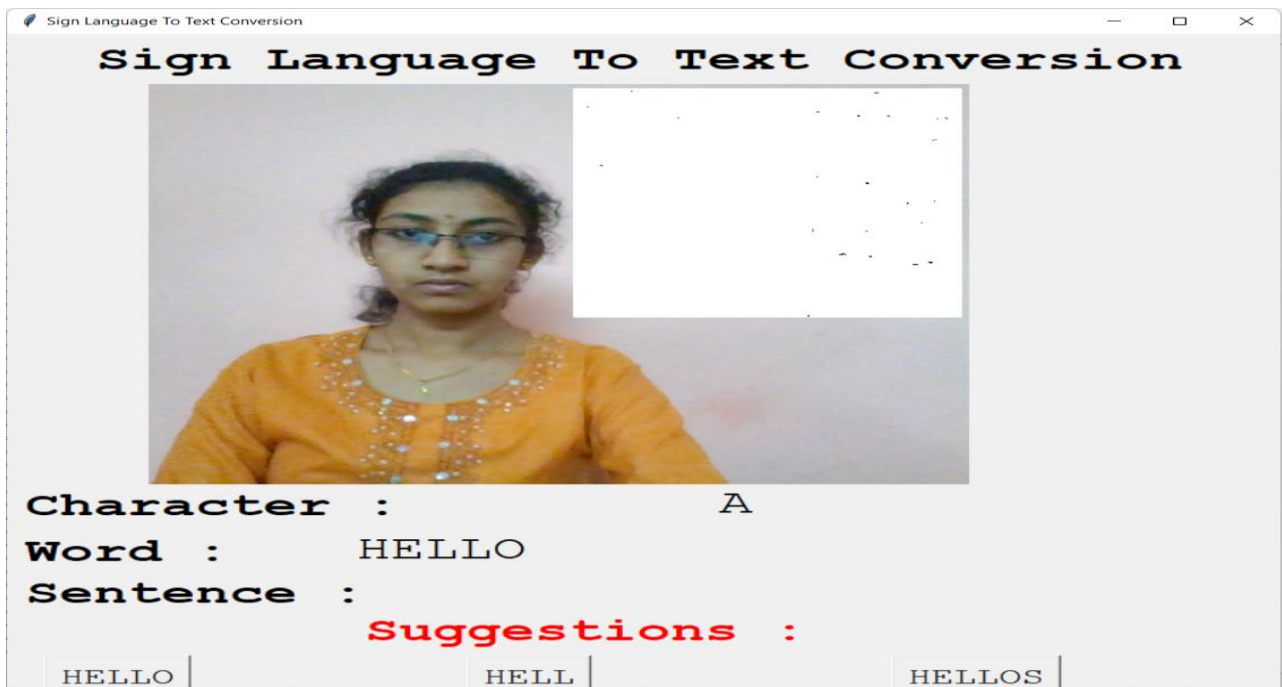 Sign Language To Text Conversion
Sign Language To Text Conversion
Character : A
Word : HELLO
Sentence :
Suggestions :
HELLO HELL HELLOS